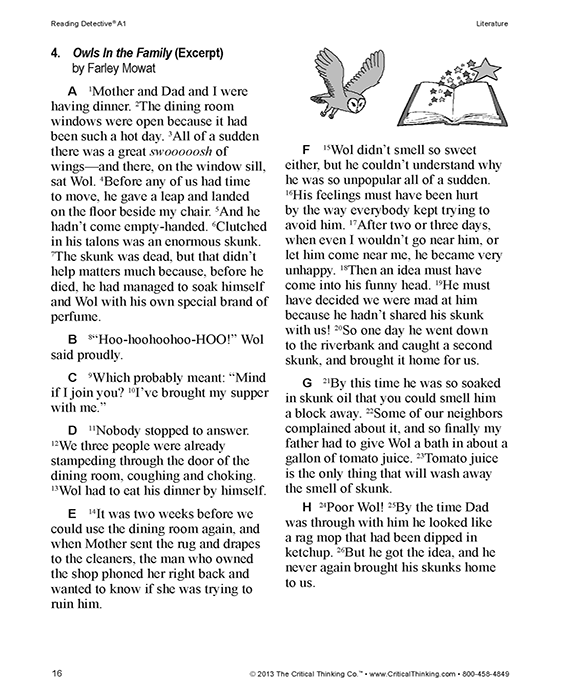 Reading Detective® A1
Literature
4. Owls In the Family (Excerpt)
by Farley Mowat
A ¹Mother and Dad and I were
having dinner. ²The dining room
windows were open because it had
been such a hot day. ³All of a sudden
there was a great swooooosh of
wings—and there, on the window sill,
sat Wol. ⁴Before any of us had time
to move, he gave a leap and landed
on the floor beside my chair. ⁵And he
hadn't come empty-handed. ⁶Clutched
in his talons was an enormous skunk.
⁷The skunk was dead, but that didn't
help matters much because, before he
died, he had managed to soak himself
and Wol with his own special brand of
perfume.
B ⁸“Hoo-hoohoohoo-HOO!” Wol
said proudly.
C ⁹Which probably meant: “Mind
if I join you? ¹⁰I've brought my supper
with me.”
D ¹¹Nobody stopped to answer.
¹²We three people were already
stampeding through the door of the
dining room, coughing and choking.
¹³Wol had to eat his dinner by himself.
E ¹⁴It was two weeks before we
could use the dining room again, and
when Mother sent the rug and drapes
to the cleaners, the man who owned
the shop phoned her right back and
wanted to know if she was trying to
ruin him.
F ¹⁵Wol didn't smell so sweet
either, but he couldn't understand why
he was so unpopular all of a sudden.
¹⁶His feelings must have been hurt
by the way everybody kept trying to
avoid him. ¹⁷After two or three days,
when even I wouldn't go near him, or
let him come near me, he became very
unhappy. ¹⁸Then an idea must have
come into his funny head. ¹⁹He must
have decided we were mad at him
because he hadn't shared his skunk
with us! ²⁰So one day he went down
to the riverbank and caught a second
skunk, and brought it home for us.
G ²¹By this time he was so soaked
in skunk oil that you could smell him
a block away. ²²Some of our neighbors
complained about it, and so finally my
father had to give Wol a bath in about a
gallon of tomato juice. ²³Tomato juice
is the only thing that will wash away
the smell of skunk.
H ²⁴Poor Wol! ²⁵By the time Dad
was through with him he looked like
a rag mop that had been dipped in
ketchup. ²⁶But he got the idea, and he
never again brought his skunks home
to us.
16
© 2013 The Critical Thinking Co.™ • www.CriticalThinking.com • 800-458-4849